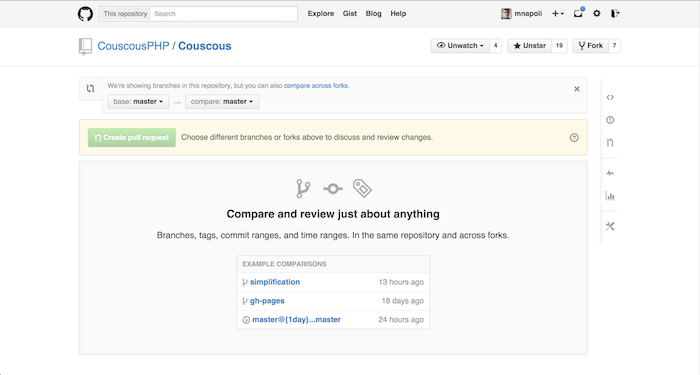 This repository Search Explore Gist Blog Help mnapoli
CouscousPHP / Couscous Unwatch 4 Unstar 19 Fork 7
We're showing branches in this repository, but you can also compare across forks.
base: master ... compare: master
Create pull request Choose different branches or forks above to discuss and review changes.
Compare and review just about anything
Branches, tags, commit ranges, and time ranges. In the same repository and across forks.
EXAMPLE COMPARISONS
simplification 13 hours ago
gh-pages 18 days ago
master@{1day}...master 24 hours ago